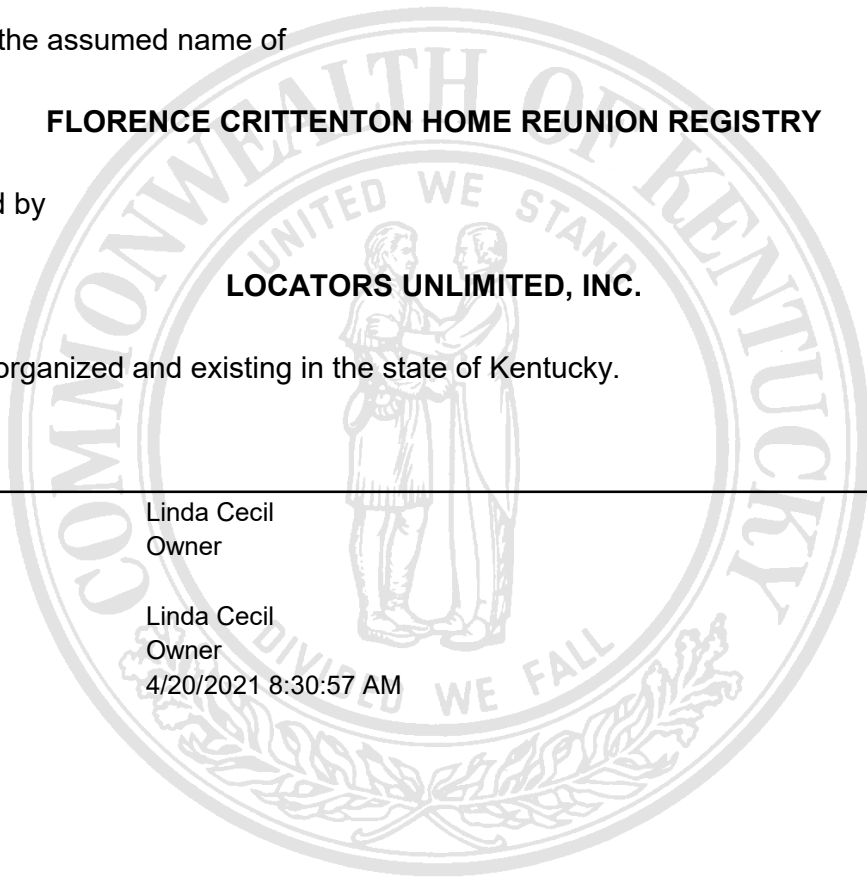 the assumed name of
FLORENCE CRITTENTON HOME REUNION REGISTRY
d by
LOCATORS UNLIMITED, INC.
organized and existing in the state of Kentucky.
Linda Cecil
Owner
Linda Cecil
Owner
4/20/2021 8:30:57 AM
COMMONWEALTH OF KENTUCKY
UNITED WE STAND
DIVIDED WE FALL